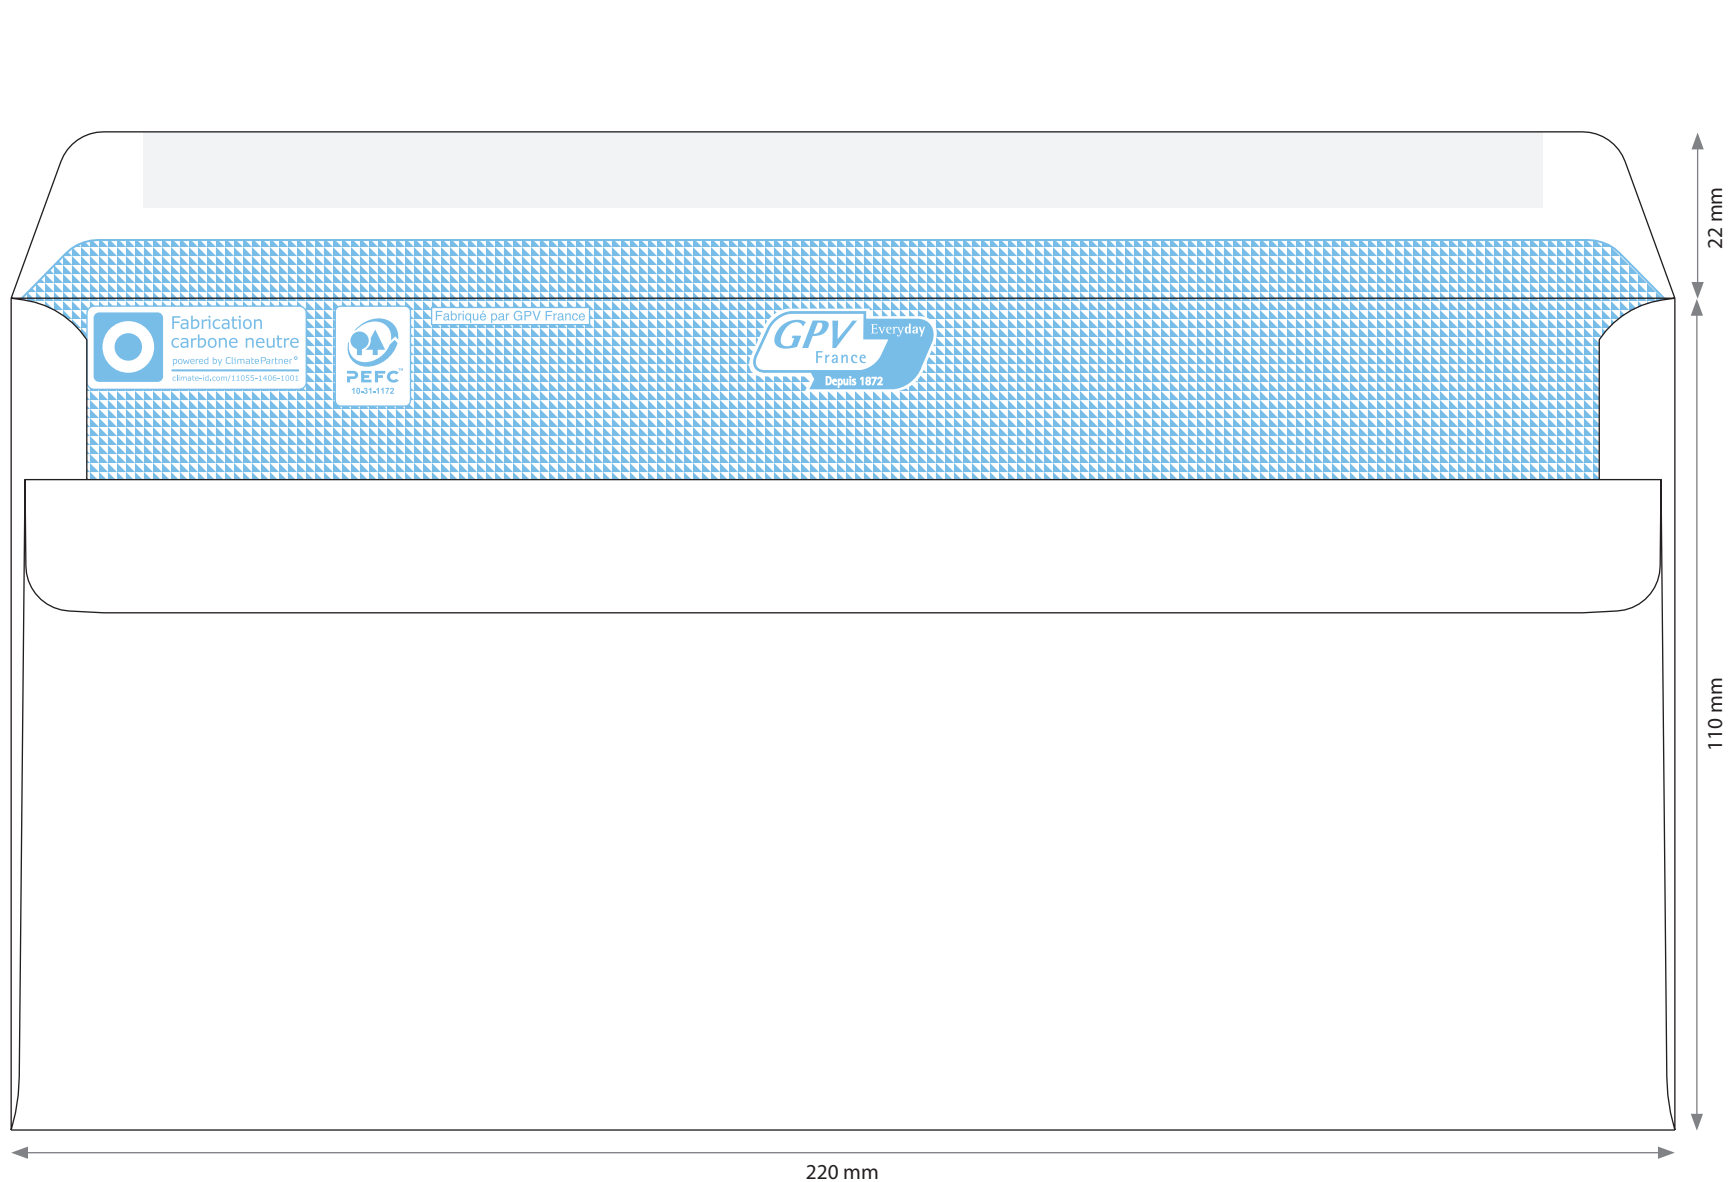 22 mm
Fabrication
carbone neutre
powered by ClimatePartner®
climate-id.com/11055-1406-1001
PEFC™
10-31-1172
Fabriqué par GPV France
GPV
France
Everyday
Depuis 1872
110 mm
220 mm